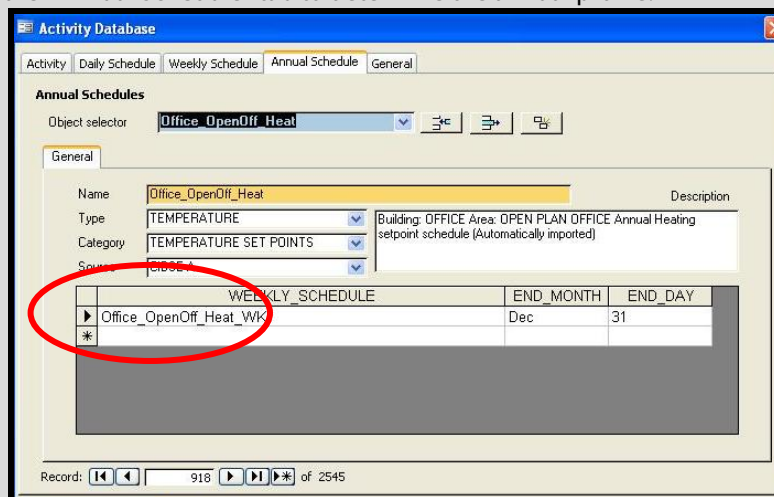 Activity Database
Activity Daily Schedule Weekly Schedule Annual Schedule General
Annual Schedules
Object selector Office_OpenOff_Heat
General
Name Office_OpenOff_Heat Description
Type TEMPERATURE Building: OFFICE Area: OPEN PLAN OFFICE Annual Heating
Category TEMPERATURE SET POINTS setpoint schedule (Automatically imported)
Source CIBSE A
WEEKLY_SCHEDULE END_MONTH END_DAY
Office_OpenOff_Heat_WK Dec 31
Record: 918 of 2545